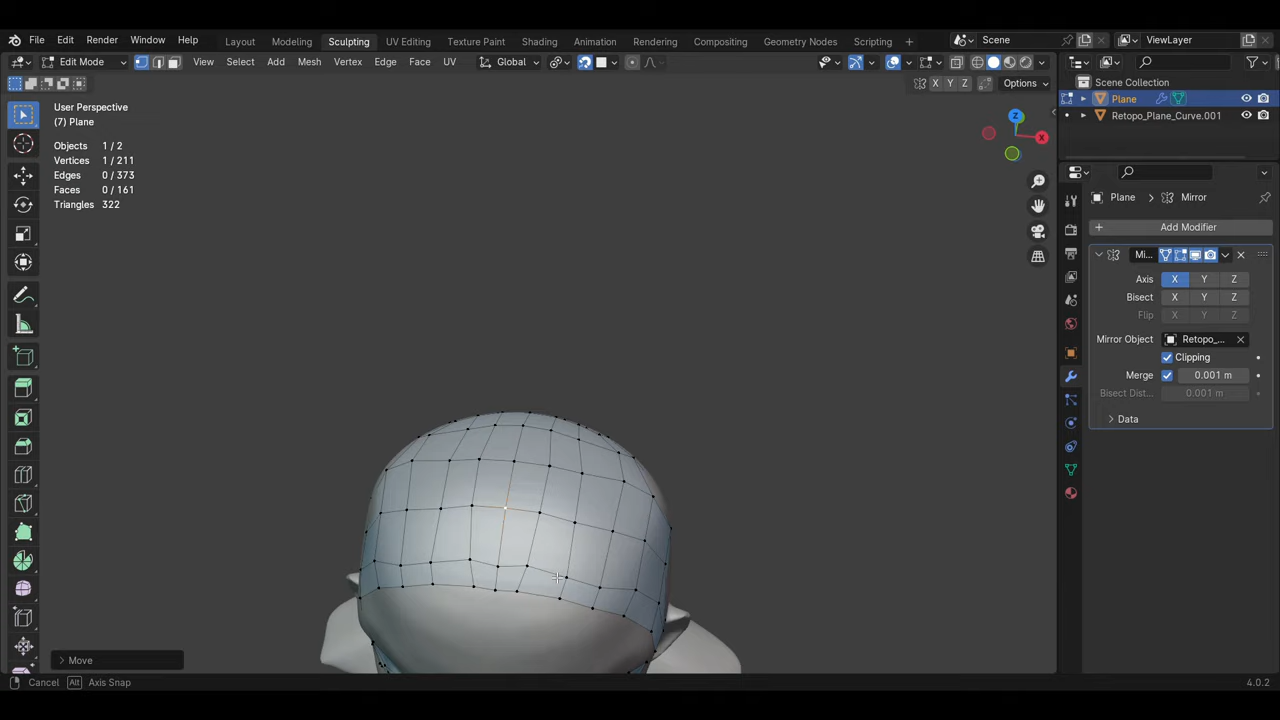 File Edit Render Window Help Layout Modeling Sculpting UV Editing Texture Paint Shading Animation Rendering Compositing Geometry Nodes Scripting + Scene ViewLayer
Edit Mode View Select Add Mesh Vertex Edge Face UV Global
X Y Z Options
User Perspective
(7) Plane
Objects 1 / 2
Vertices 1 / 211
Edges 0 / 373
Faces 0 / 161
Triangles 322
Z
X
Move
Cancel Alt Axis Snap
4.0.2
Scene Collection
Plane
Retopo_Plane_Curve.001
Plane > Mirror
+ Add Modifier
Mi...
Axis X Y Z
Bisect X Y Z
Flip X Y Z
Mirror Object Retopo_...
Clipping
Merge 0.001 m
Bisect Dist... 0.001 m
Data